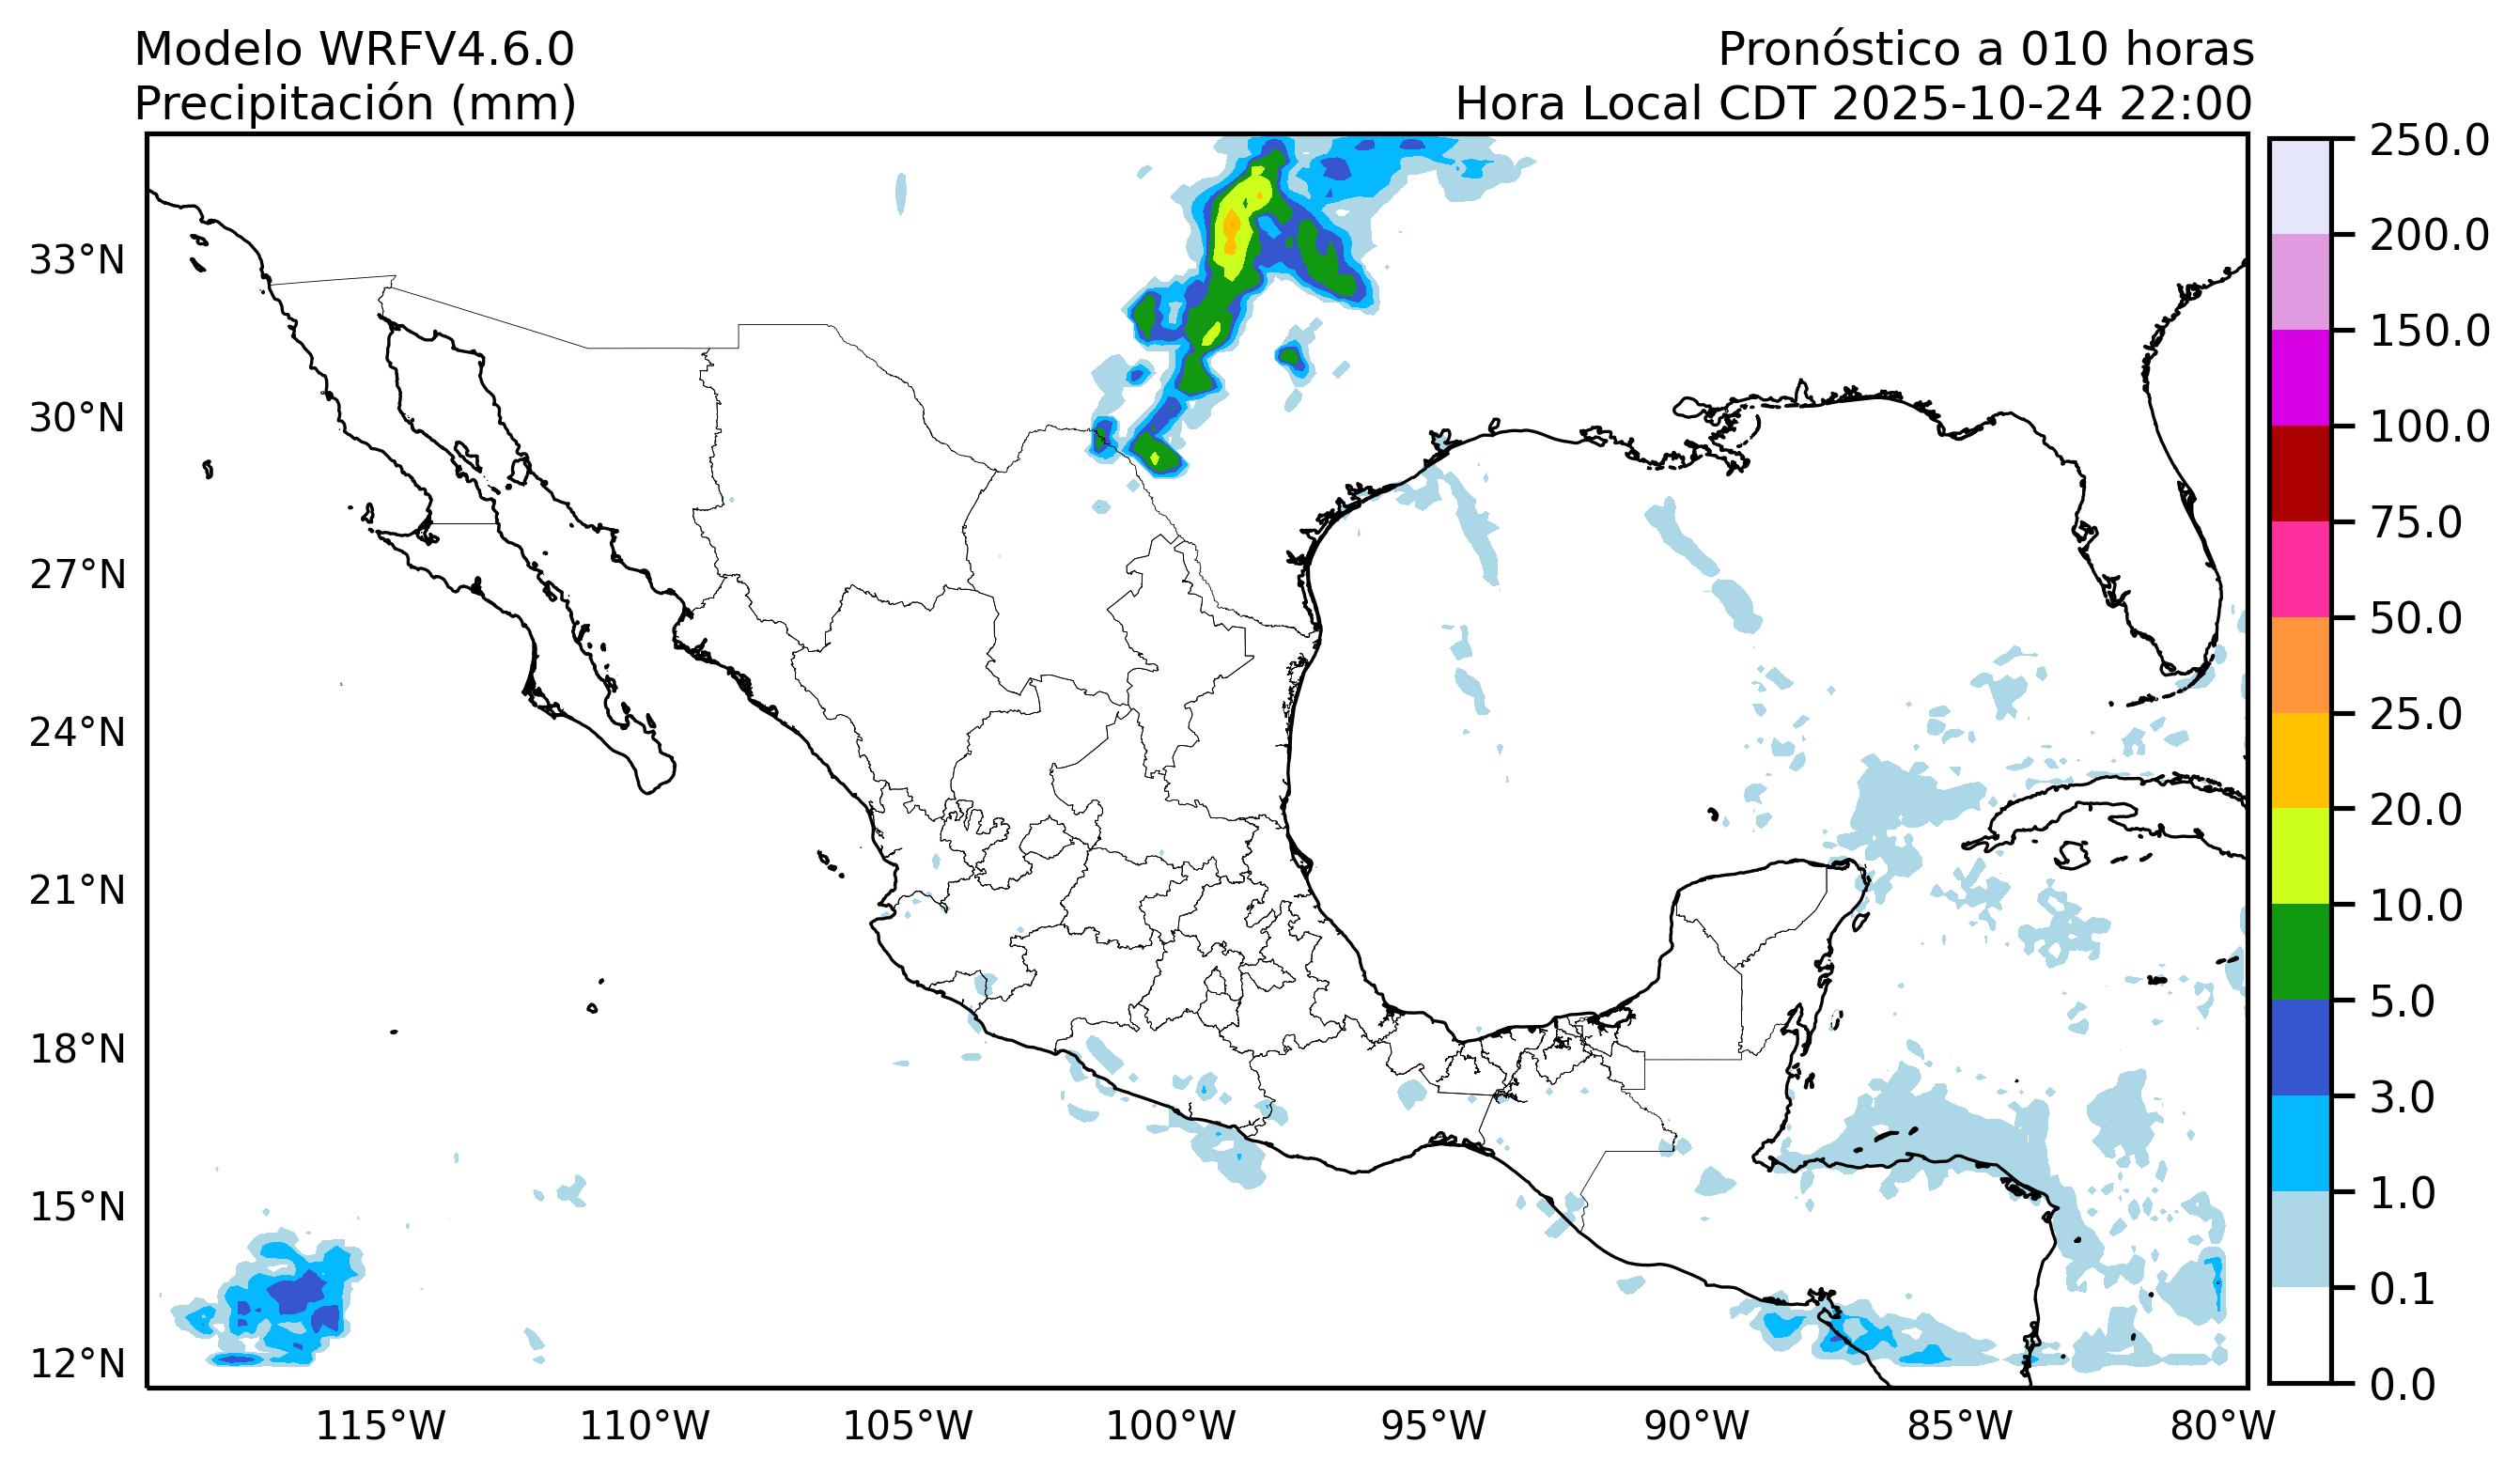 Modelo WRFV4.6.0
Precipitación (mm)
Pronóstico a 010 horas
Hora Local CDT 2025-10-24 22:00
33°N
30°N
27°N
24°N
21°N
18°N
15°N
12°N
115°W
110°W
105°W
100°W
95°W
90°W
85°W
80°W
250.0
200.0
150.0
100.0
75.0
50.0
25.0
20.0
10.0
5.0
3.0
1.0
0.1
0.0